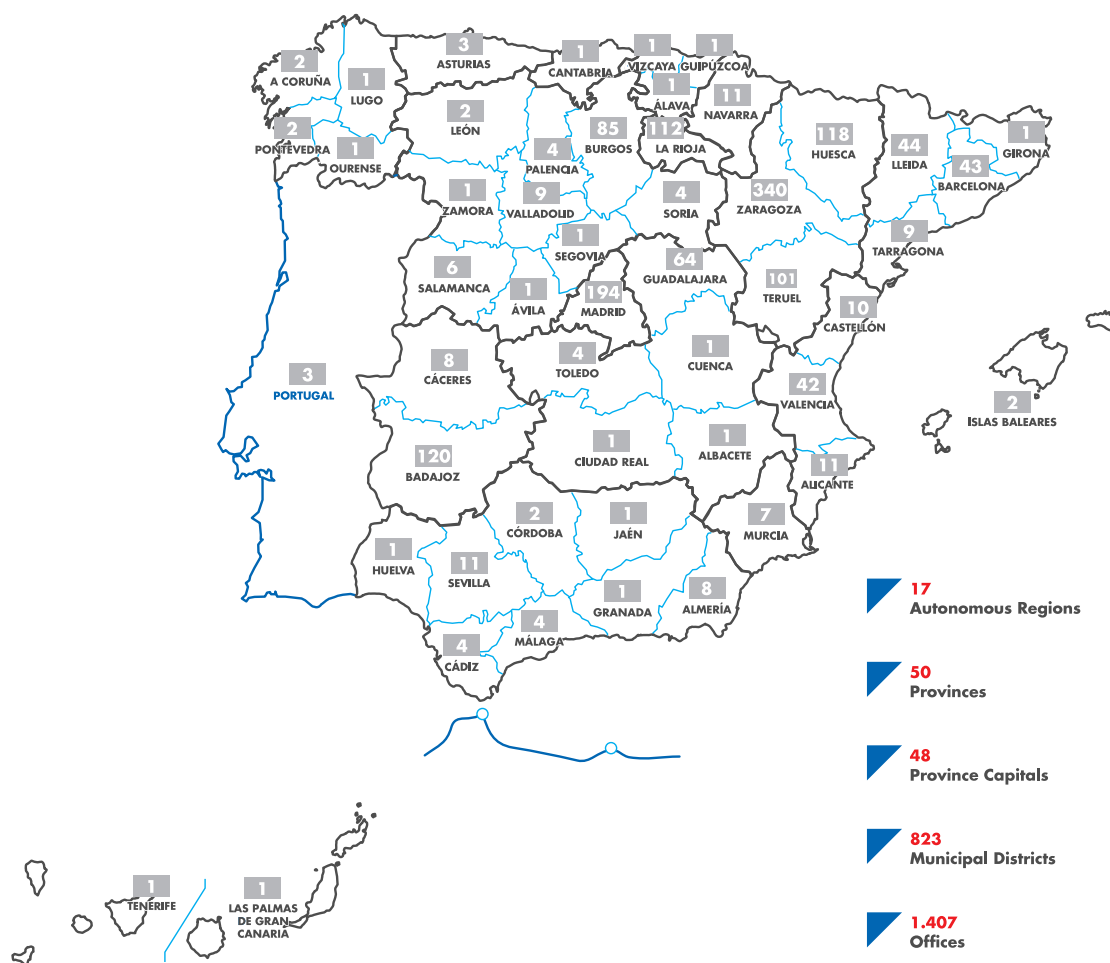 3
ASTURIAS
1
CANTABRIA
1
VIZCAYA
1
GUIPÚZCOA
2
A CORUÑA
1
LUGO
1
ÁLAVA
11
NAVARRA
2
LEÓN
85
BURGOS
112
LA RIOJA
118
HUESCA
44
LLEIDA
1
GIRONA
2
PONTEVEDRA
1
OURENSE
4
PALENCIA
43
BARCELONA
1
ZAMORA
9
VALLADOLID
4
SORIA
340
ZARAGOZA
9
TARRAGONA
1
SEGOVIA
6
SALAMANCA
1
ÁVILA
194
MADRID
64
GUADALAJARA
101
TERUEL
10
CASTELLÓN
3
PORTUGAL
8
CÁCERES
4
TOLEDO
1
CUENCA
42
VALENCIA
2
ISLAS BALEARES
120
BADAJOZ
1
CIUDAD REAL
1
ALBACETE
11
ALICANTE
2
CÓRDOBA
1
JAÉN
7
MURCIA
1
HUELVA
11
SEVILLA
1
GRANADA
8
ALMERÍA
4
CÁDIZ
4
MÁLAGA
17
Autonomous Regions
50
Provinces
48
Province Capitals
823
Municipal Districts
1.407
Offices
1
TENERIFE
1
LAS PALMAS
DE GRAN
CANARIA